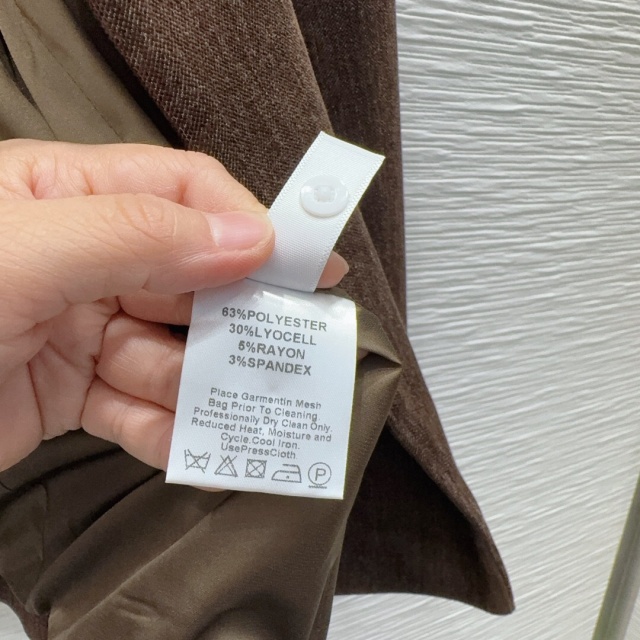 63%POLYESTER
30%LYOCELL
5%RAYON
3%SPANDEX
Place Garmentin Mesh
Bag Prior To Cleaning
Professionally Dry Clean Only.
Reduced Heat, Moisture and
Cycle.Cool Iron.
UsePressCloth.
P